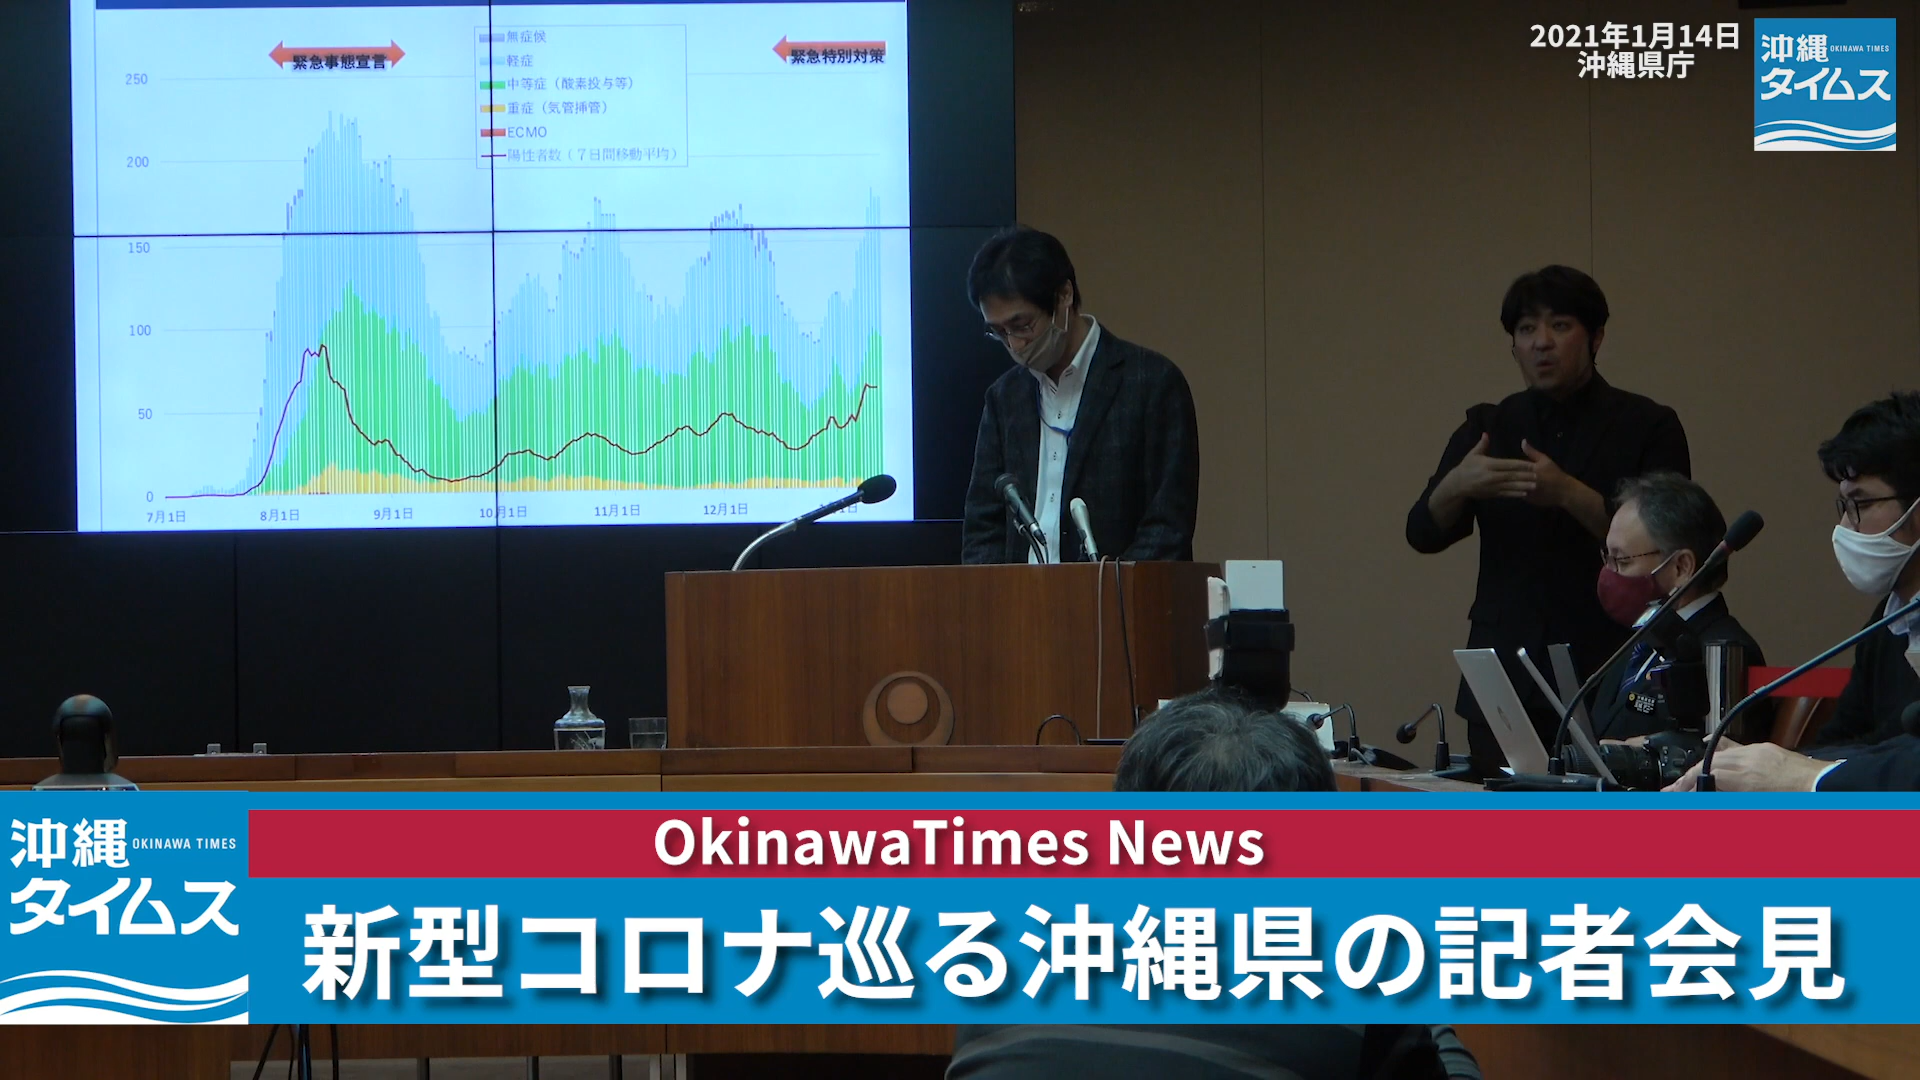 緊急事態宣言
緊急特別対策
無症候
軽症
中等症（酸素投与等）
重症（気管挿管）
ECMO
陽性者数（７日間移動平均）
250
200
150
100
50
0
7月1日
8月1日
9月1日
10月1日
11月1日
12月1日
2021年1月14日
沖縄県庁
沖縄 OKINAWA TIMES
タイムス
沖縄 OKINAWA TIMES
タイムス
OkinawaTimes News
新型コロナ巡る沖縄県の記者会見